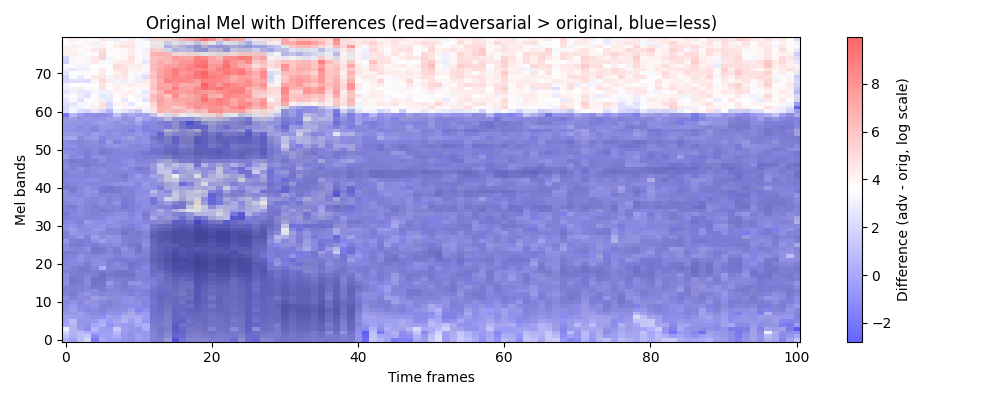 Original Mel with Differences (red=adversarial > original, blue=less)
Mel bands
70
60
50
40
30
20
10
0
0 20 40 60 80 100
Time frames
8
6
4
2
0
−2
Difference (adv - orig, log scale)